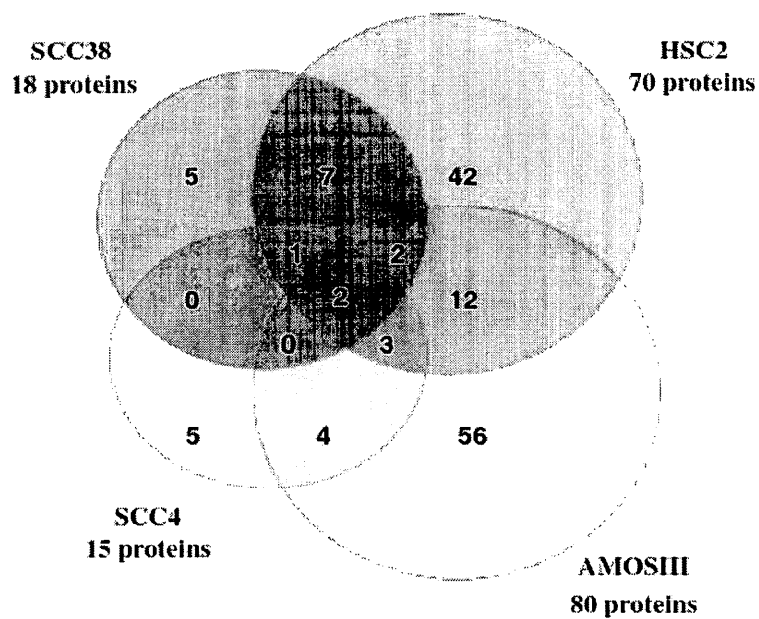 SCC38
18 proteins
HSC2
70 proteins
5
7
42
1
2
0
2
12
0
3
5
4
56
SCC4
15 proteins
AMOSIII
80 proteins